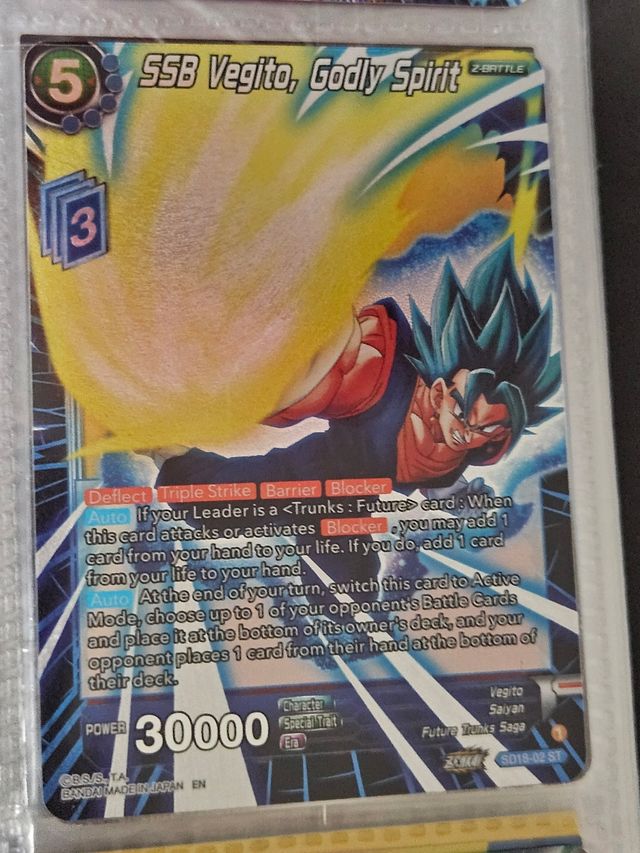 5
SSB Vegito, Godly Spirit
Z-BATTLE
3
Deflect Triple Strike Barrier Blocker
Auto If your Leader is a <Trunks : Future> card : When
this card attacks or activates Blocker , you may add 1
card from your hand to your life. If you do, add 1 card
from your life to your hand.
Auto At the end of your turn, switch this card to Active
Mode, choose up to 1 of your opponent's Battle Cards
and place it at the bottom of its owner's deck, and your
opponent places 1 card from their hand at the bottom of
their deck.
POWER 30000
Character Vegito
Special Trait Saiyan
Era Future Trunks Saga
1
ZENKAI
SD18-02 ST
©B.S./S., T.A.
BANDAI MADE IN JAPAN EN